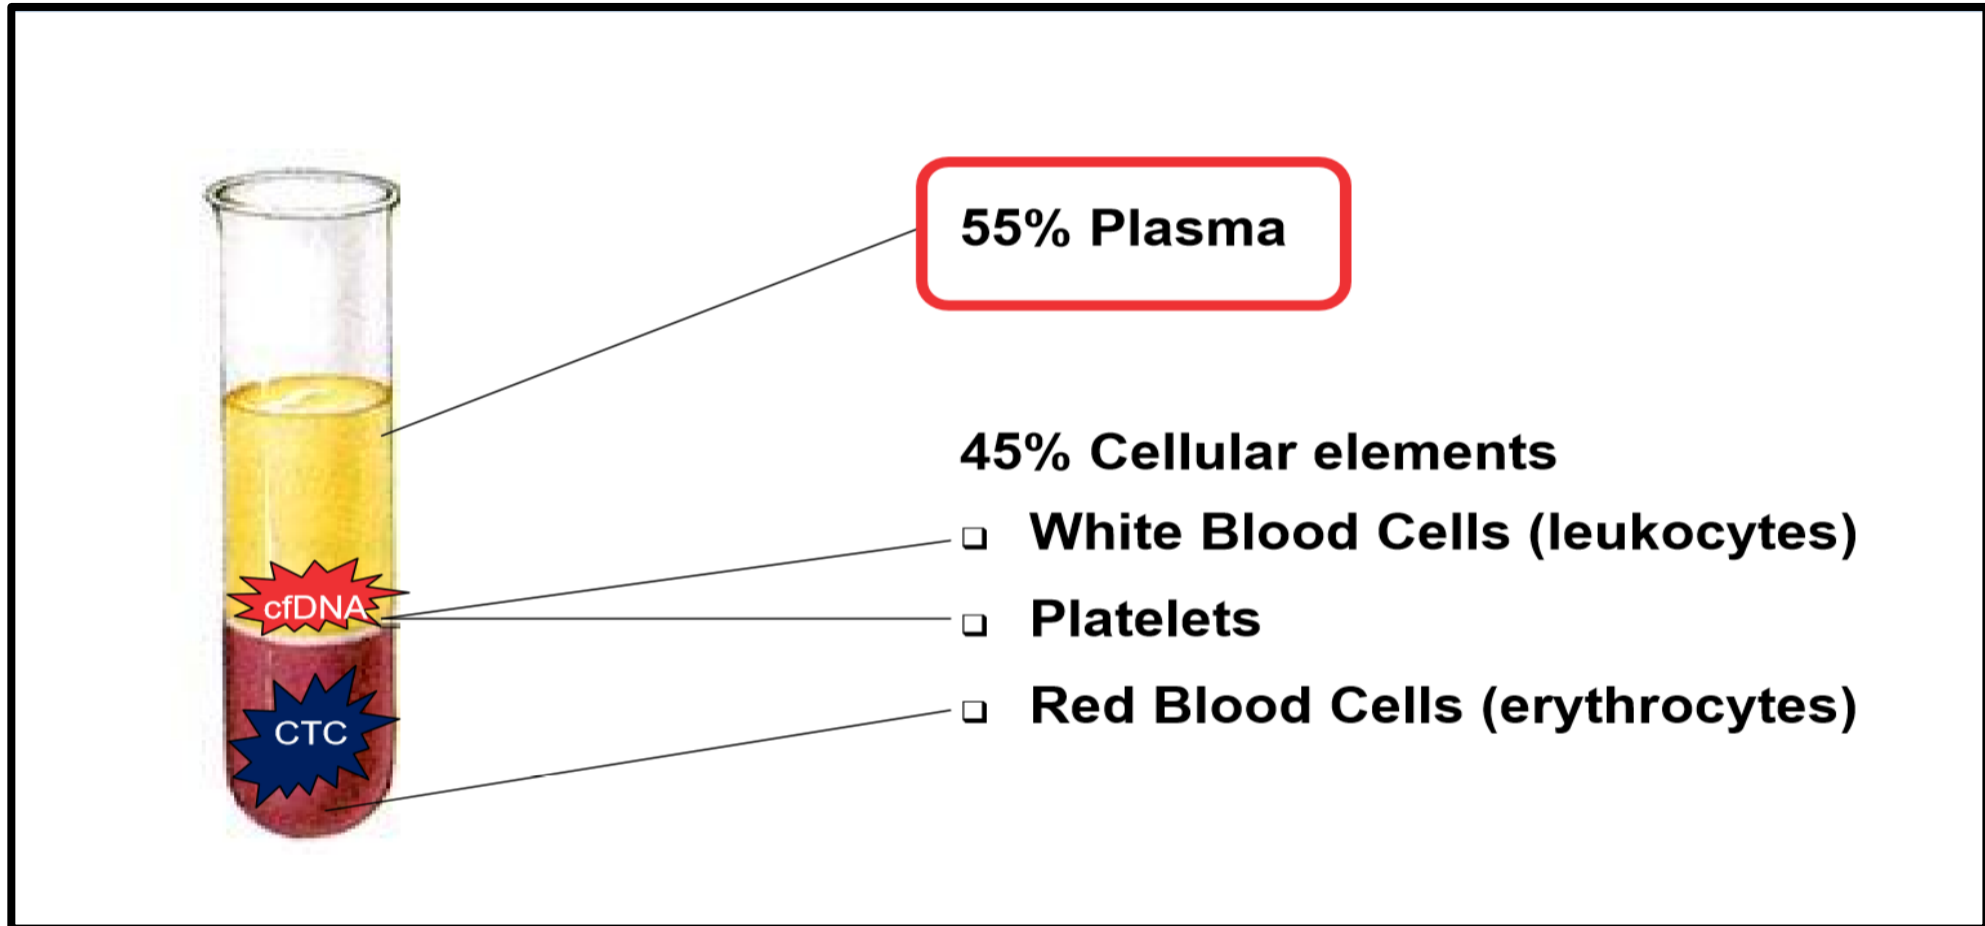 55% Plasma
45% Cellular elements
❑ White Blood Cells (leukocytes)
cfDNA
❑ Platelets
❑ Red Blood Cells (erythrocytes)
CTC